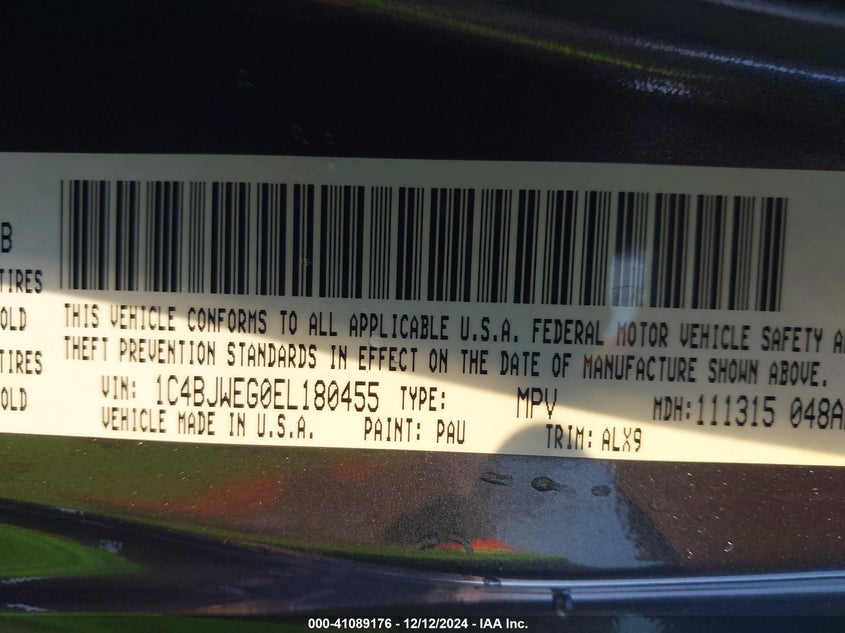 B
TIRES
OLD
TIRES
OLD
THIS VEHICLE CONFORMS TO ALL APPLICABLE U.S.A. FEDERAL MOTOR VEHICLE SAFETY
THEFT PREVENTION STANDARDS IN EFFECT ON THE DATE OF MANUFACTURE SHOWN ABOVE.
VIN: 1C4BJWEG0EL180455 TYPE: MPV MDH:111315 048A
VEHICLE MADE IN U.S.A. PAINT: PAU TRIM: ALX9
000-41089176 - 12/12/2024 - IAA Inc.